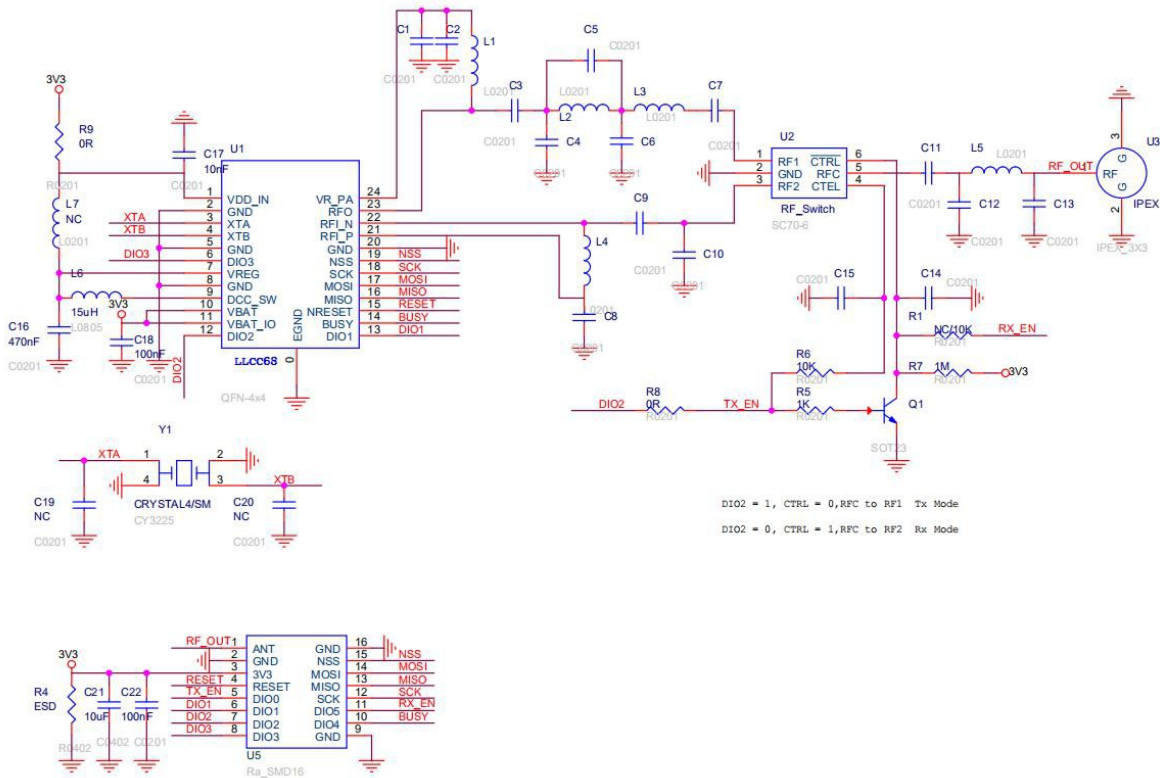 C1
C2
L1
C0201
C0201
L0201
3V3
R9
0R
R0201
C17
10nF
C0201
C3
C0201
C5
C0201
L2
L0201
L3
L0201
C7
C0201
C4
C6
U1
1 VDD_IN
2 GND
3 XTA
4 XTB
5 GND
6 DIO3
7 VREG
8 GND
9 DCC_SW
10 VBAT
11 VBAT_IO
12 DIO2
VR_PA 24
RFO 23
RFI_N 22
RFI_P 21
GND 20
NSS 19
SCK 18
MOSI 17
MISO 16
NRESET 15
BUSY 14
DIO1 13
EGND
0
LLCC68
QFN-4x4
XTA
XTB
DIO3
DIO2
NSS
SCK
MOSI
MISO
RESET
BUSY
DIO1
L7
NC
L0201
L6
15uH
L0805
3V3
C16
470nF
C0201
C18
100nF
C0201
C9
C0201
C10
L4
L0201
C8
U2
1 RF1
2 GND
3 RF2
CTRL 6
RFC 5
CTEL 4
RF_Switch
SC70-6
C11
C0201
L5
L0201
C12
C0201
C13
C0201
RF_OUT
U3
3
G
RF
1
G
2
IPEX
IPEX_3X3
C0201
C15
C14
C0201
R1
NC/10K
R0201
RX_EN
R6
10K
R0201
R7
1M
R0201
3V3
DIO2
R8
0R
R0201
TX_EN
R5
1K
R0201
Q1
SOT23
DIO2 = 1, CTRL = 0,RFC to RF1 Tx Mode
DIO2 = 0, CTRL = 1,RFC to RF2 Rx Mode
Y1
XTA
1
2
4
3
XTB
CRYSTAL4/SM
CY3225
C19
NC
C0201
C20
NC
C0201
3V3
R4
ESD
R0402
C21
10uF
C0402
C22
100nF
C0201
RF_OUT
RESET
TX_EN
DIO1
DIO2
DIO3
1 ANT
2 GND
3 3V3
4 RESET
5 DIO0
6 DIO1
7 DIO2
8 DIO3
GND 16
NSS 15
MOSI 14
MISO 13
SCK 12
DIO5 11
DIO4 10
GND 9
NSS
MOSI
MISO
SCK
RX_EN
BUSY
U5
Ra_SMD16